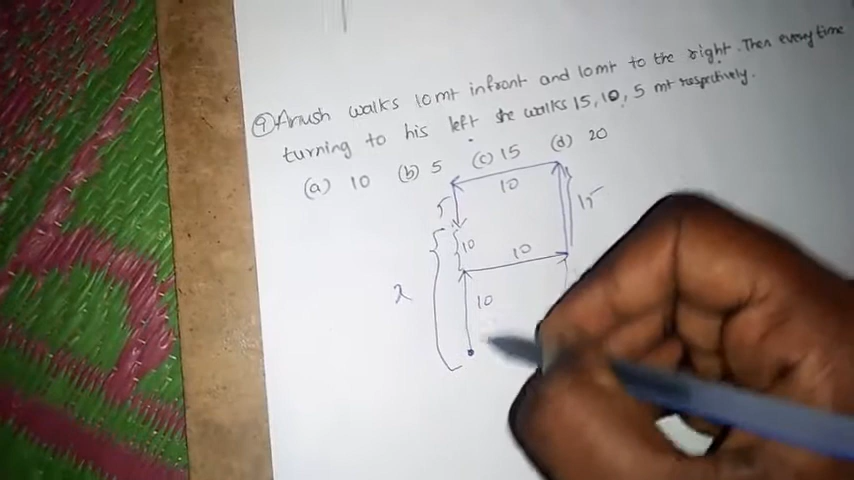 9 Anush walks 10mt infront and 10mt to the right. Then every time
turning to his left she walks 15, 10, 5 mt respectively.
(a) 10 (b) 5 (c) 15 (d) 20
10
5
15
10
10
x
10